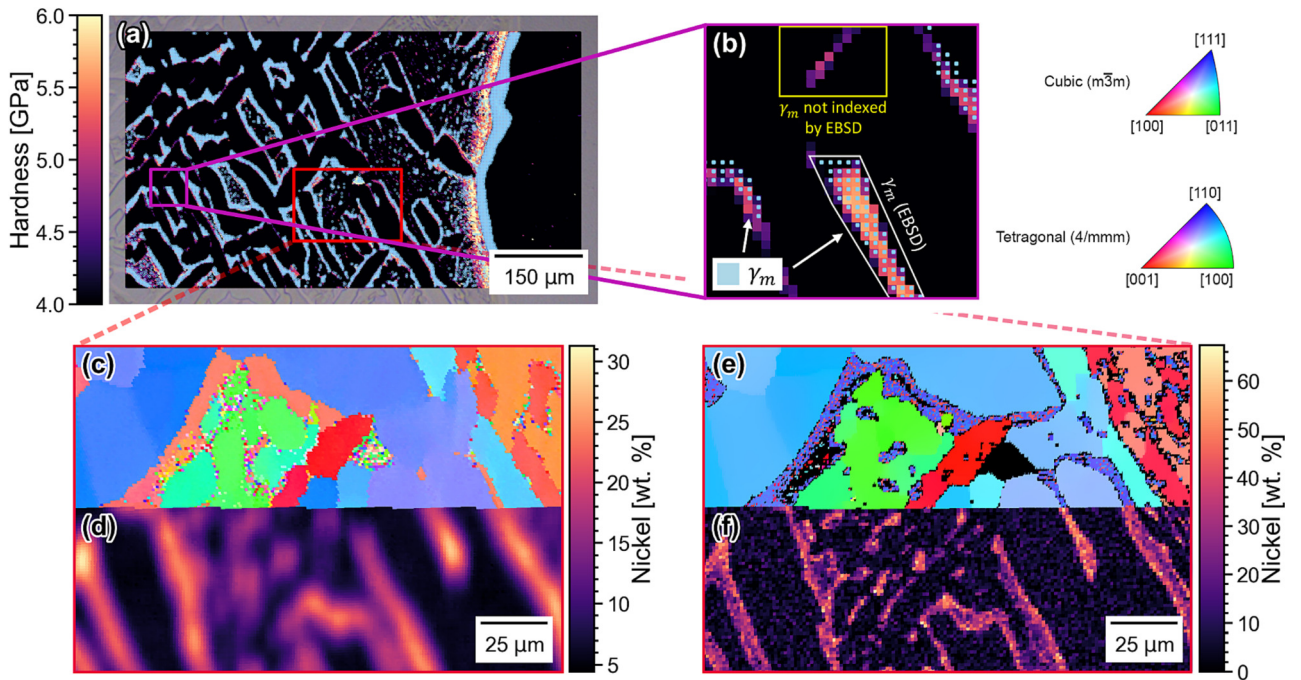 Hardness [GPa]
6.0
5.5
5.0
4.5
4.0
(a)
150 µm
(b)
γm not indexed
by EBSD
γm (EBSD)
γm
Cubic (m3̅m)
[111]
[100]
[011]
Tetragonal (4/mmm)
[110]
[001]
[100]
(c)
(d)
25 µm
30
25
20
15
10
5
Nickel [wt. %]
(e)
(f)
25 µm
60
50
40
30
20
10
0
Nickel [wt. %]